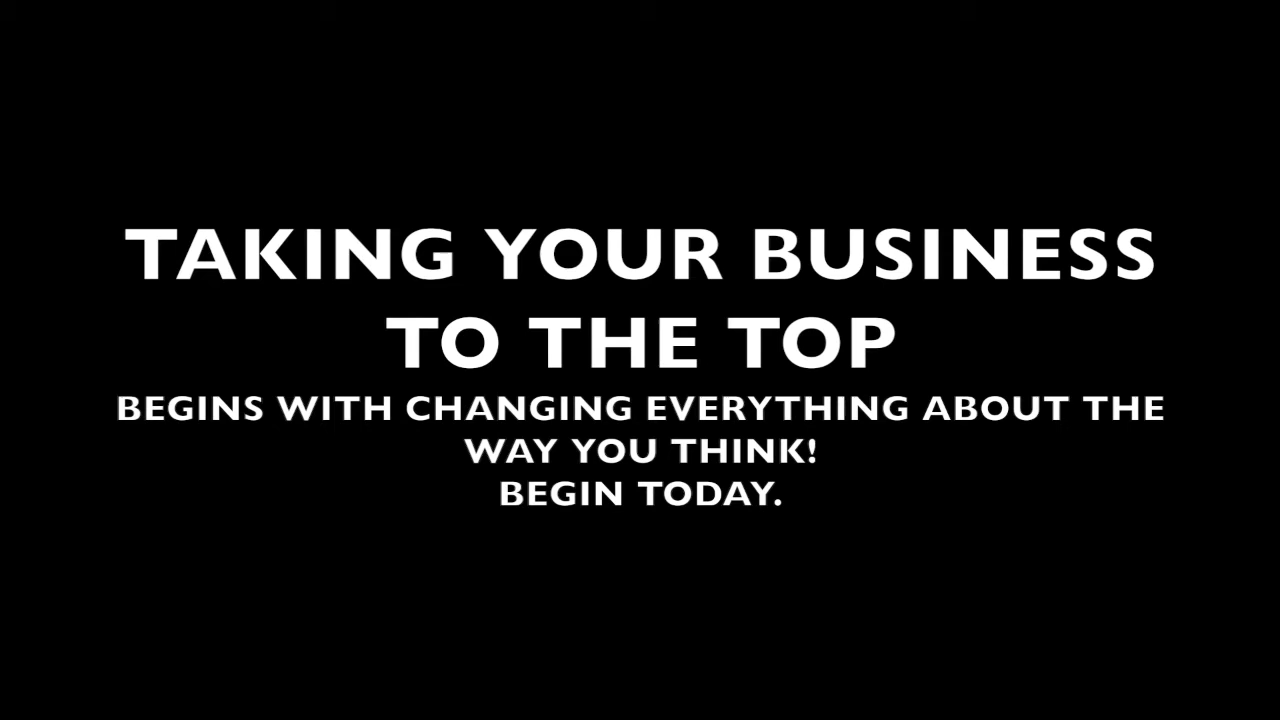 TAKING YOUR BUSINESS
TO THE TOP
BEGINS WITH CHANGING EVERYTHING ABOUT THE
WAY YOU THINK!
BEGIN TODAY.